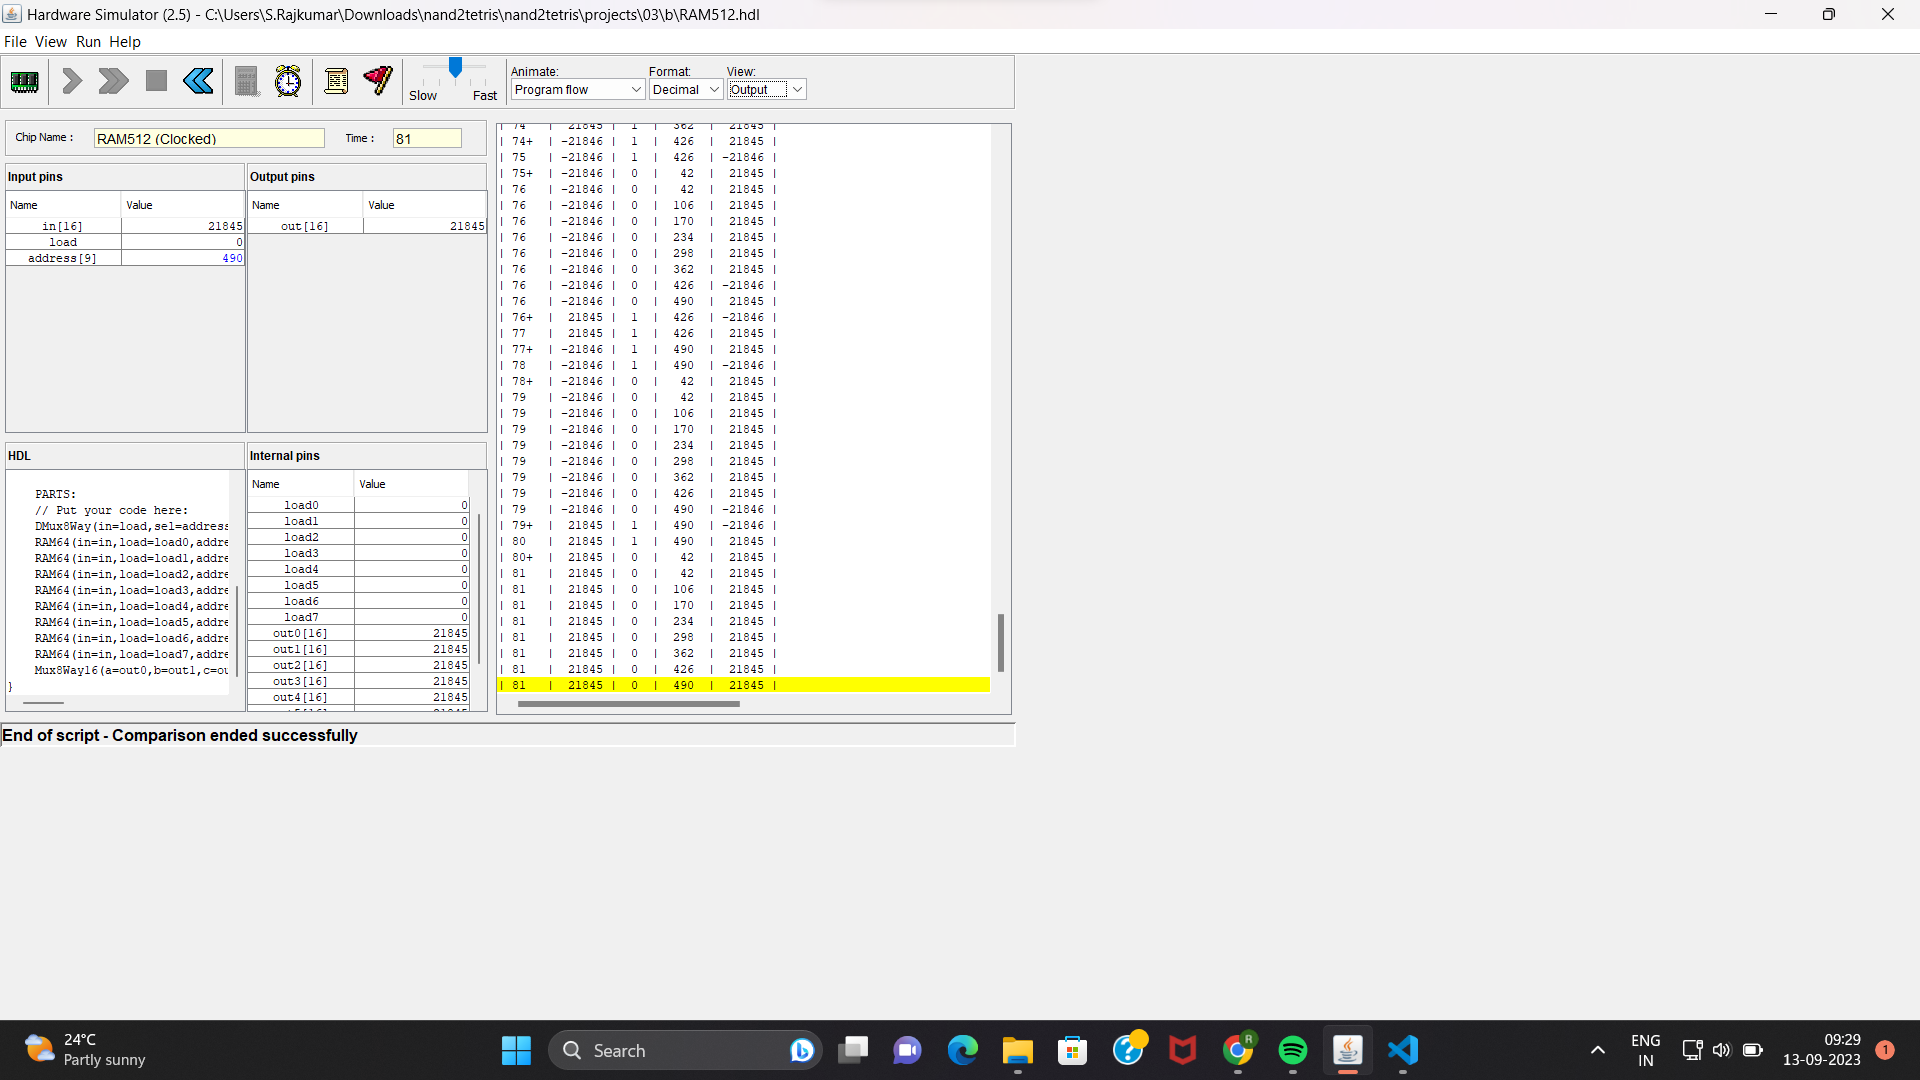 Hardware Simulator (2.5) - C:\Users\S.Rajkumar\Downloads\nand2tetris\nand2tetris\projects\03\b\RAM512.hdl
File View Run Help
Slow Fast
Animate: Format: View:
Program flow Decimal Output
Chip Name : RAM512 (Clocked) Time : 81
Input pins
Name Value
in[16] 21845
load 0
address[9] 490
Output pins
Name Value
out[16] 21845
HDL
PARTS:
// Put your code here:
DMux8Way(in=load,sel=address
RAM64(in=in,load=load0,addre
RAM64(in=in,load=load1,addre
RAM64(in=in,load=load2,addre
RAM64(in=in,load=load3,addre
RAM64(in=in,load=load4,addre
RAM64(in=in,load=load5,addre
RAM64(in=in,load=load6,addre
RAM64(in=in,load=load7,addre
Mux8Way16(a=out0,b=out1,c=ou
}
Internal pins
Name Value
load0 0
load1 0
load2 0
load3 0
load4 0
load5 0
load6 0
load7 0
out0[16] 21845
out1[16] 21845
out2[16] 21845
out3[16] 21845
out4[16] 21845
| 74 | 21845 | 1 | 362 | 21845 |
| 74+ | -21846 | 1 | 426 | 21845 |
| 75 | -21846 | 1 | 426 | -21846 |
| 75+ | -21846 | 0 | 42 | 21845 |
| 76 | -21846 | 0 | 42 | 21845 |
| 76 | -21846 | 0 | 106 | 21845 |
| 76 | -21846 | 0 | 170 | 21845 |
| 76 | -21846 | 0 | 234 | 21845 |
| 76 | -21846 | 0 | 298 | 21845 |
| 76 | -21846 | 0 | 362 | 21845 |
| 76 | -21846 | 0 | 426 | -21846 |
| 76 | -21846 | 0 | 490 | 21845 |
| 76+ | 21845 | 1 | 426 | -21846 |
| 77 | 21845 | 1 | 426 | 21845 |
| 77+ | -21846 | 1 | 490 | 21845 |
| 78 | -21846 | 1 | 490 | -21846 |
| 78+ | -21846 | 0 | 42 | 21845 |
| 79 | -21846 | 0 | 42 | 21845 |
| 79 | -21846 | 0 | 106 | 21845 |
| 79 | -21846 | 0 | 170 | 21845 |
| 79 | -21846 | 0 | 234 | 21845 |
| 79 | -21846 | 0 | 298 | 21845 |
| 79 | -21846 | 0 | 362 | 21845 |
| 79 | -21846 | 0 | 426 | 21845 |
| 79 | -21846 | 0 | 490 | -21846 |
| 79+ | 21845 | 1 | 490 | -21846 |
| 80 | 21845 | 1 | 490 | 21845 |
| 80+ | 21845 | 0 | 42 | 21845 |
| 81 | 21845 | 0 | 42 | 21845 |
| 81 | 21845 | 0 | 106 | 21845 |
| 81 | 21845 | 0 | 170 | 21845 |
| 81 | 21845 | 0 | 234 | 21845 |
| 81 | 21845 | 0 | 298 | 21845 |
| 81 | 21845 | 0 | 362 | 21845 |
| 81 | 21845 | 0 | 426 | 21845 |
| 81 | 21845 | 0 | 490 | 21845 |
End of script - Comparison ended successfully
24°C
Partly sunny
Search
R
ENG
IN
09:29
13-09-2023
1